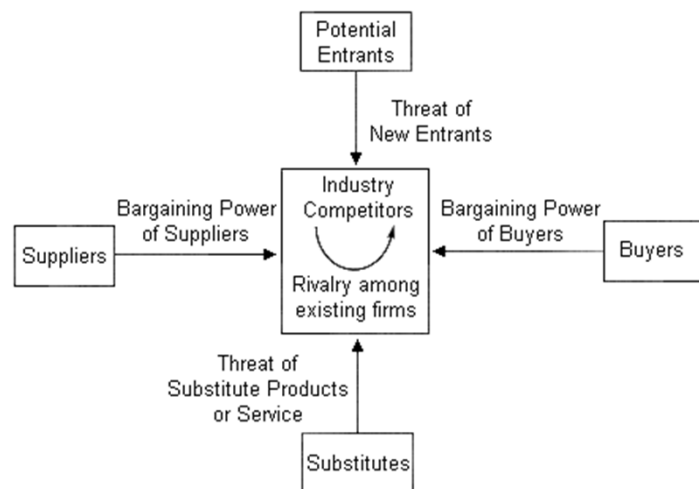 Potential
Entrants
Threat of
New Entrants
Industry
Competitors
Bargaining Power
of Suppliers
Bargaining Power
of Buyers
Suppliers
Buyers
Rivalry among
existing firms
Threat of
Substitute Products
or Service
Substitutes